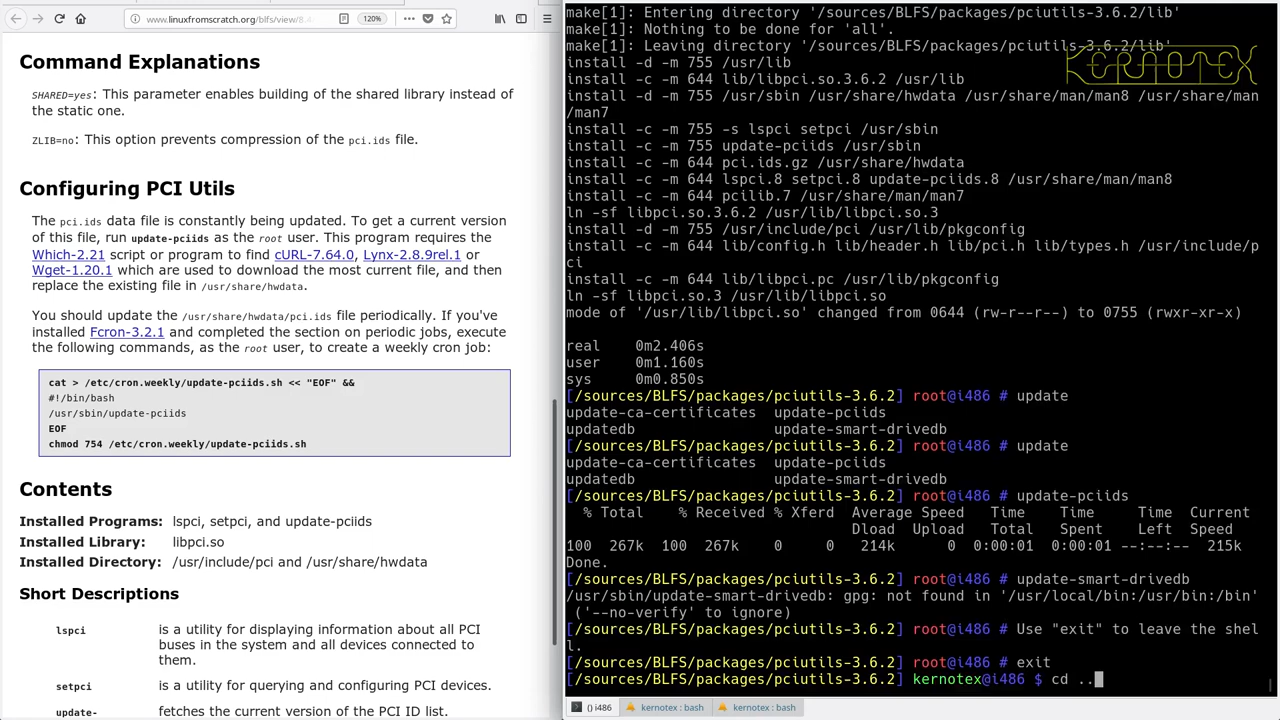 www.linuxfromscratch.org/blfs/view/8.4
120%
Command Explanations
SHARED=yes: This parameter enables building of the shared library instead of
the static one.
ZLIB=no: This option prevents compression of the pci.ids file.
Configuring PCI Utils
The pci.ids data file is constantly being updated. To get a current version
of this file, run update-pciids as the root user. This program requires the
Which-2.21 script or program to find cURL-7.64.0, Lynx-2.8.9rel.1 or
Wget-1.20.1 which are used to download the most current file, and then
replace the existing file in /usr/share/hwdata.
You should update the /usr/share/hwdata/pci.ids file periodically. If you've
installed Fcron-3.2.1 and completed the section on periodic jobs, execute
the following commands, as the root user, to create a weekly cron job:
cat > /etc/cron.weekly/update-pciids.sh << "EOF" &&
#!/bin/bash
/usr/sbin/update-pciids
EOF
chmod 754 /etc/cron.weekly/update-pciids.sh
Contents
Installed Programs: lspci, setpci, and update-pciids
Installed Library: libpci.so
Installed Directory: /usr/include/pci and /usr/share/hwdata
Short Descriptions
lspci is a utility for displaying information about all PCI
buses in the system and all devices connected to
them.
setpci is a utility for querying and configuring PCI devices.
update- fetches the current version of the PCI ID list.
make[1]: Entering directory '/sources/BLFS/packages/pciutils-3.6.2/lib'
make[1]: Nothing to be done for 'all'.
make[1]: Leaving directory '/sources/BLFS/packages/pciutils-3.6.2/lib'
install -d -m 755 /usr/lib
install -c -m 644 lib/libpci.so.3.6.2 /usr/lib
install -d -m 755 /usr/sbin /usr/share/hwdata /usr/share/man/man8 /usr/share/man
/man7
install -c -m 755 -s lspci setpci /usr/sbin
install -c -m 755 update-pciids /usr/sbin
install -c -m 644 pci.ids.gz /usr/share/hwdata
install -c -m 644 lspci.8 setpci.8 update-pciids.8 /usr/share/man/man8
install -c -m 644 pcilib.7 /usr/share/man/man7
ln -sf libpci.so.3.6.2 /usr/lib/libpci.so.3
install -d -m 755 /usr/include/pci /usr/lib/pkgconfig
install -c -m 644 lib/config.h lib/header.h lib/pci.h lib/types.h /usr/include/p
ci
install -c -m 644 lib/libpci.pc /usr/lib/pkgconfig
ln -sf libpci.so.3 /usr/lib/libpci.so
mode of '/usr/lib/libpci.so' changed from 0644 (rw-r--r--) to 0755 (rwxr-xr-x)
real 0m2.406s
user 0m1.160s
sys 0m0.850s
[/sources/BLFS/packages/pciutils-3.6.2] root@i486 # update
update-ca-certificates update-pciids
updatedb update-smart-drivedb
[/sources/BLFS/packages/pciutils-3.6.2] root@i486 # update
update-ca-certificates update-pciids
updatedb update-smart-drivedb
[/sources/BLFS/packages/pciutils-3.6.2] root@i486 # update-pciids
% Total % Received % Xferd Average Speed Time Time Time Current
Dload Upload Total Spent Left Speed
100 267k 100 267k 0 0 214k 0 0:00:01 0:00:01 --:--:-- 215k
Done.
[/sources/BLFS/packages/pciutils-3.6.2] root@i486 # update-smart-drivedb
/usr/sbin/update-smart-drivedb: gpg: not found in '/usr/local/bin:/usr/bin:/bin'
('--no-verify' to ignore)
[/sources/BLFS/packages/pciutils-3.6.2] root@i486 # Use "exit" to leave the shel
l.
[/sources/BLFS/packages/pciutils-3.6.2] root@i486 # exit
[/sources/BLFS/packages/pciutils-3.6.2] kernotex@i486 $ cd ..
KERNOTEX
() i486
kernotex : bash
kernotex : bash